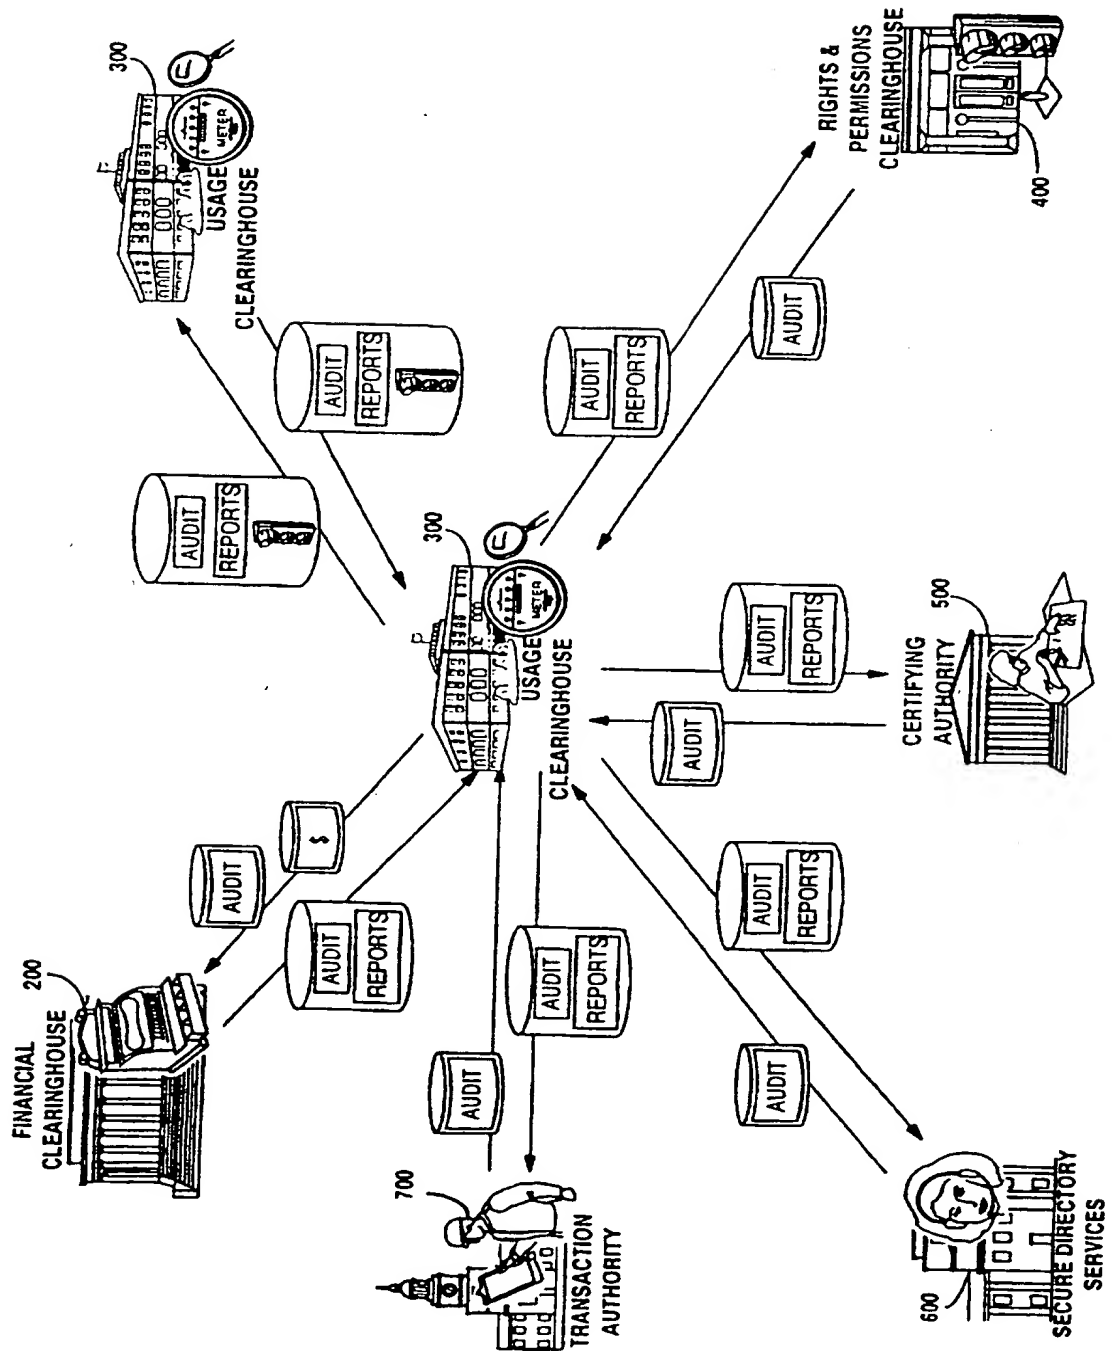 FINANCIAL
CLEARINGHOUSE
200
300
METER
USAGE
CLEARINGHOUSE
AUDIT
REPORTS
AUDIT
$
AUDIT
REPORTS
AUDIT
REPORTS
700
TRANSACTION
AUTHORITY
AUDIT
300
METER
USAGE
CLEARINGHOUSE
AUDIT
REPORTS
AUDIT
REPORTS
AUDIT
AUDIT
REPORTS
AUDIT
REPORTS
AUDIT
AUDIT
600
SECURE DIRECTORY
SERVICES
CERTIFYING
AUTHORITY
500
RIGHTS &
PERMISSIONS
CLEARINGHOUSE
400